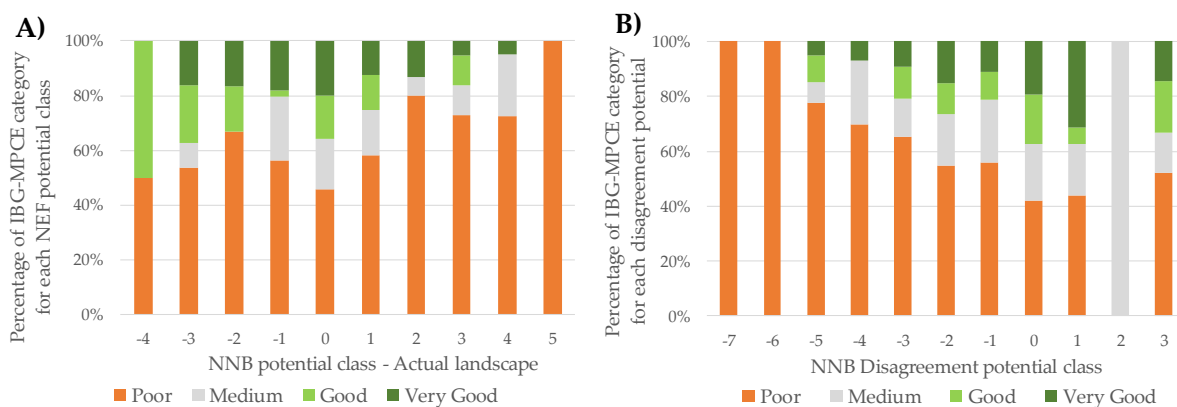 A)
Percentage of IBG-MPCE category
for each NEF potential class
100%
80%
60%
40%
20%
0%
-4 -3 -2 -1 0 1 2 3 4 5
NNB potential class - Actual landscape
Poor Medium Good Very Good
B)
Percentage of IBG-MPCE category
for each disagreement potential
100%
80%
60%
40%
20%
0%
-7 -6 -5 -4 -3 -2 -1 0 1 2 3
NNB Disagreement potential class
Poor Medium Good Very Good